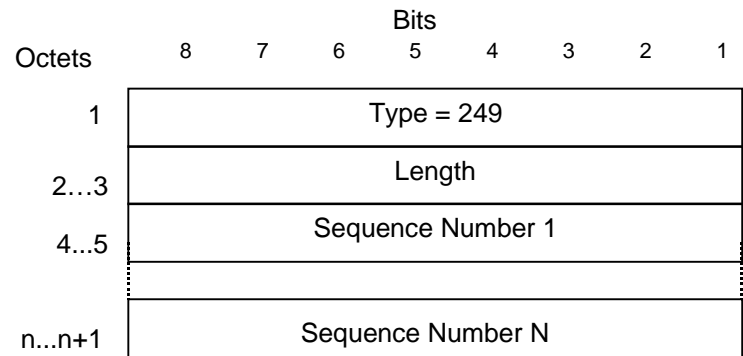 Bits
Octets 8 7 6 5 4 3 2 1
1 Type = 249
2…3 Length
4...5 Sequence Number 1
n...n+1 Sequence Number N